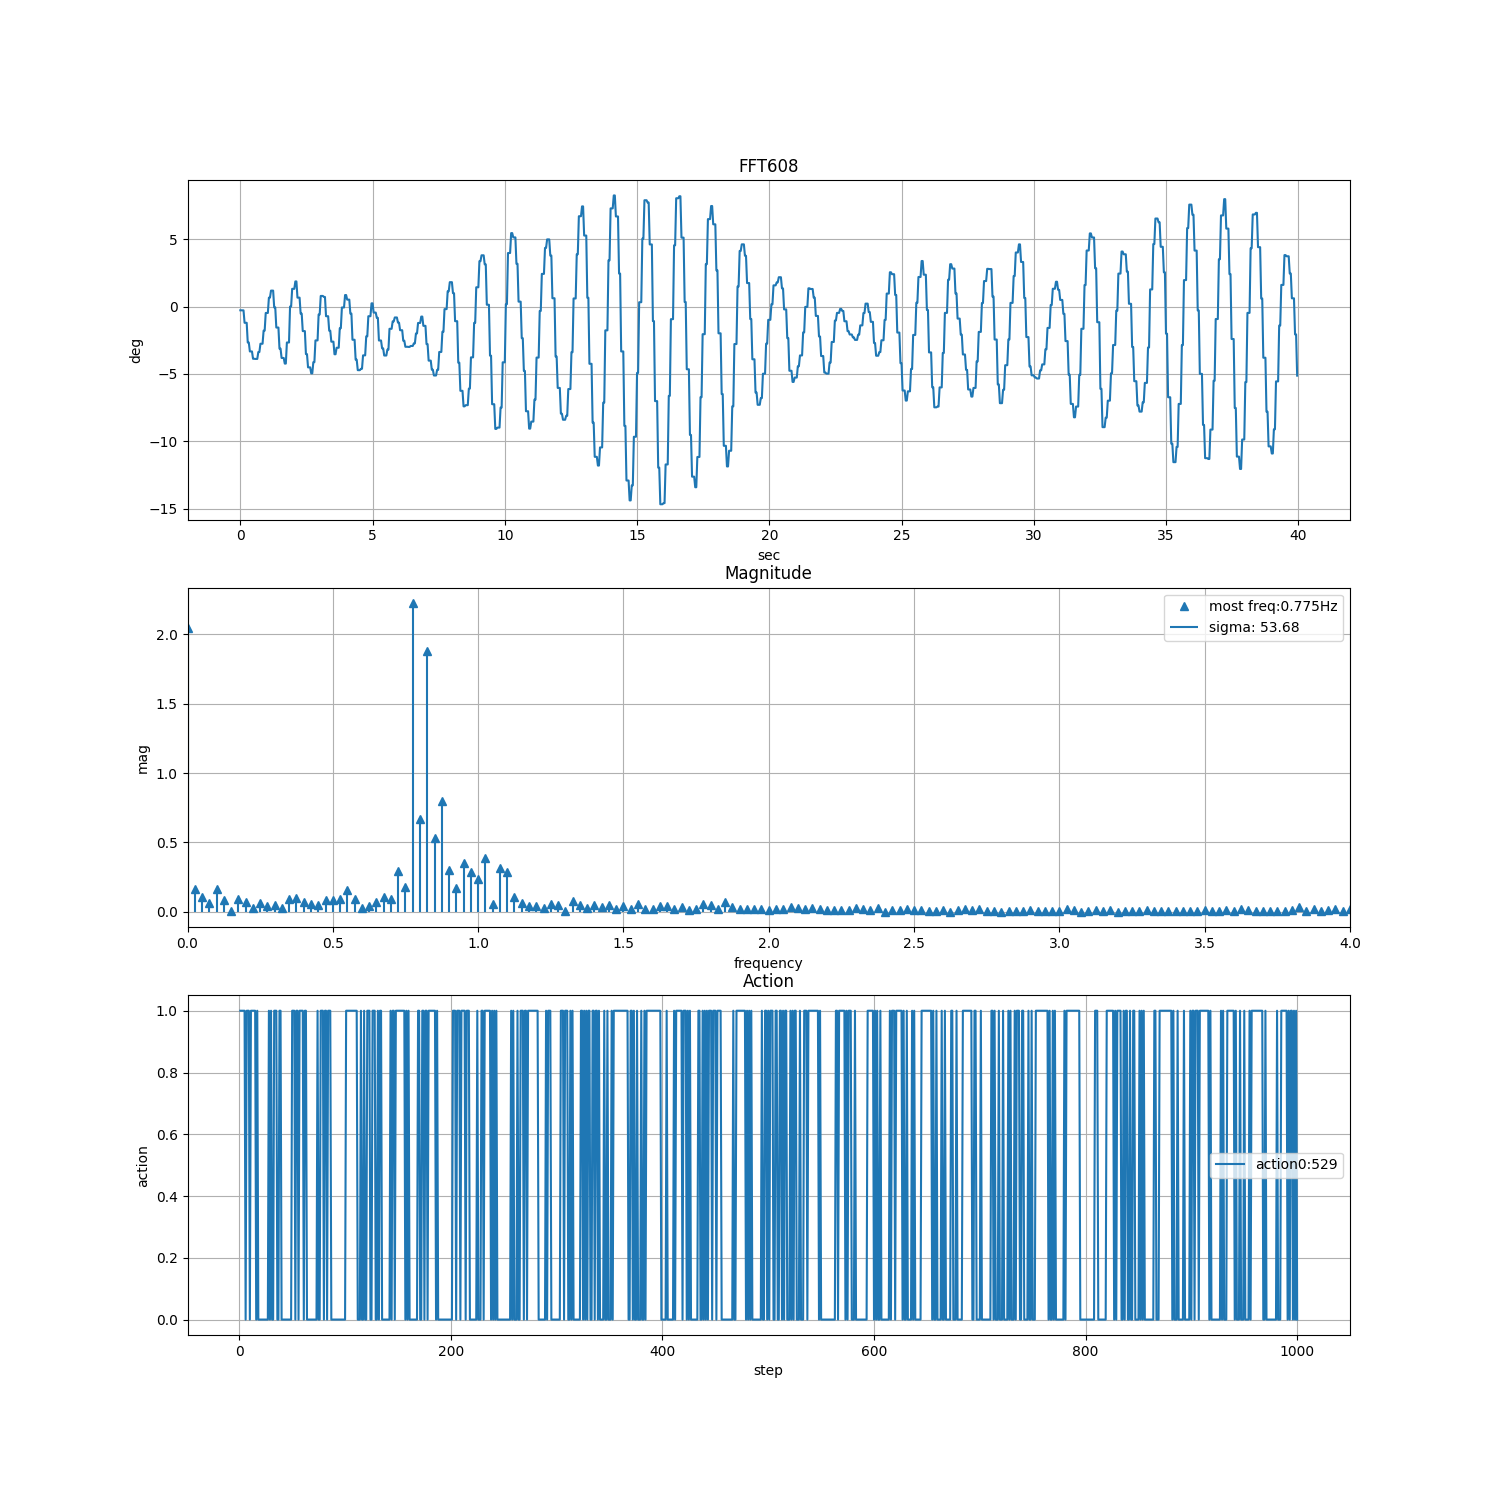 FFT608
5
0
−5
−10
−15
deg
0 5 10 15 20 25 30 35 40
sec
Magnitude
most freq:0.775Hz
sigma: 53.68
2.0
1.5
1.0
0.5
0.0
mag
0.0 0.5 1.0 1.5 2.0 2.5 3.0 3.5 4.0
frequency
Action
1.0
0.8
0.6
0.4
0.2
0.0
action
action0:529
0 200 400 600 800 1000
step